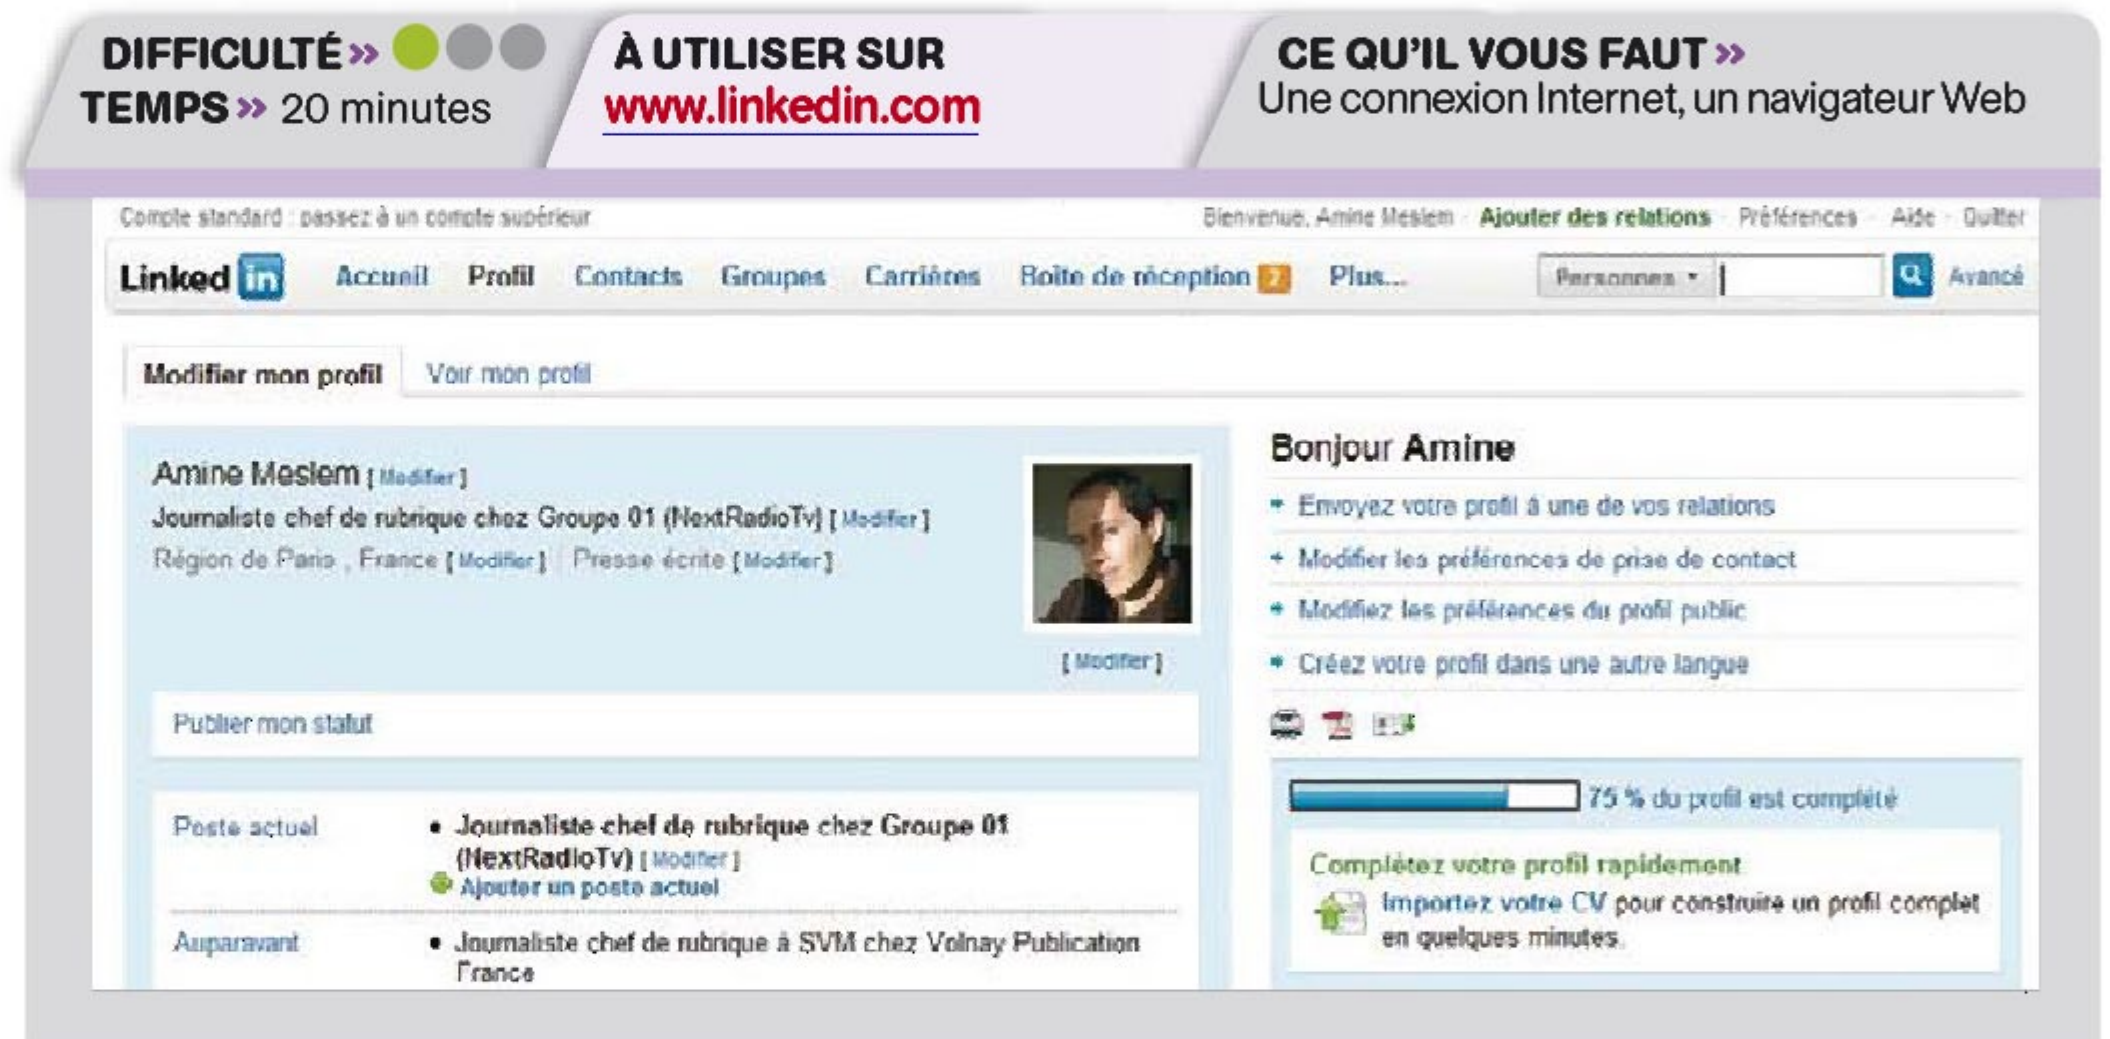 DIFFICULTÉ»
TEMPS» 20 minutes
À UTILISER SUR
www.linkedin.com
CE QU'IL VOUS FAUT»
Une connexion Internet, un navigateur Web
Compte standard : passez à un compte supérieur
Bienvenue, Amine Meslem - Ajouter des relations - Préférences - Aide - Quitter
Linked in Accueil Profil Contacts Groupes Carrières Boîte de réception Plus... Personnes Avancé
Modifier mon profil Voir mon profil
Amine Meslem [ Modifier ]
Journaliste chef de rubrique chez Groupe 01 (NextRadioTv) [ Modifier ]
Région de Paris , France [ Modifier ] | Presse écrite [ Modifier ]
[ Modifier ]
Publier mon statut
Poste actuel
• Journaliste chef de rubrique chez Groupe 01
(NextRadioTv) [ Modifier ]
Ajouter un poste actuel
Auparavant
• Journaliste chef de rubrique à SVM chez Volnay Publication
France
Bonjour Amine
Envoyez votre profil à une de vos relations
Modifier les préférences de prise de contact
Modifiez les préférences du profil public
Créez votre profil dans une autre langue
75 % du profil est complété
Complétez votre profil rapidement
Importez votre CV pour construire un profil complet
en quelques minutes.